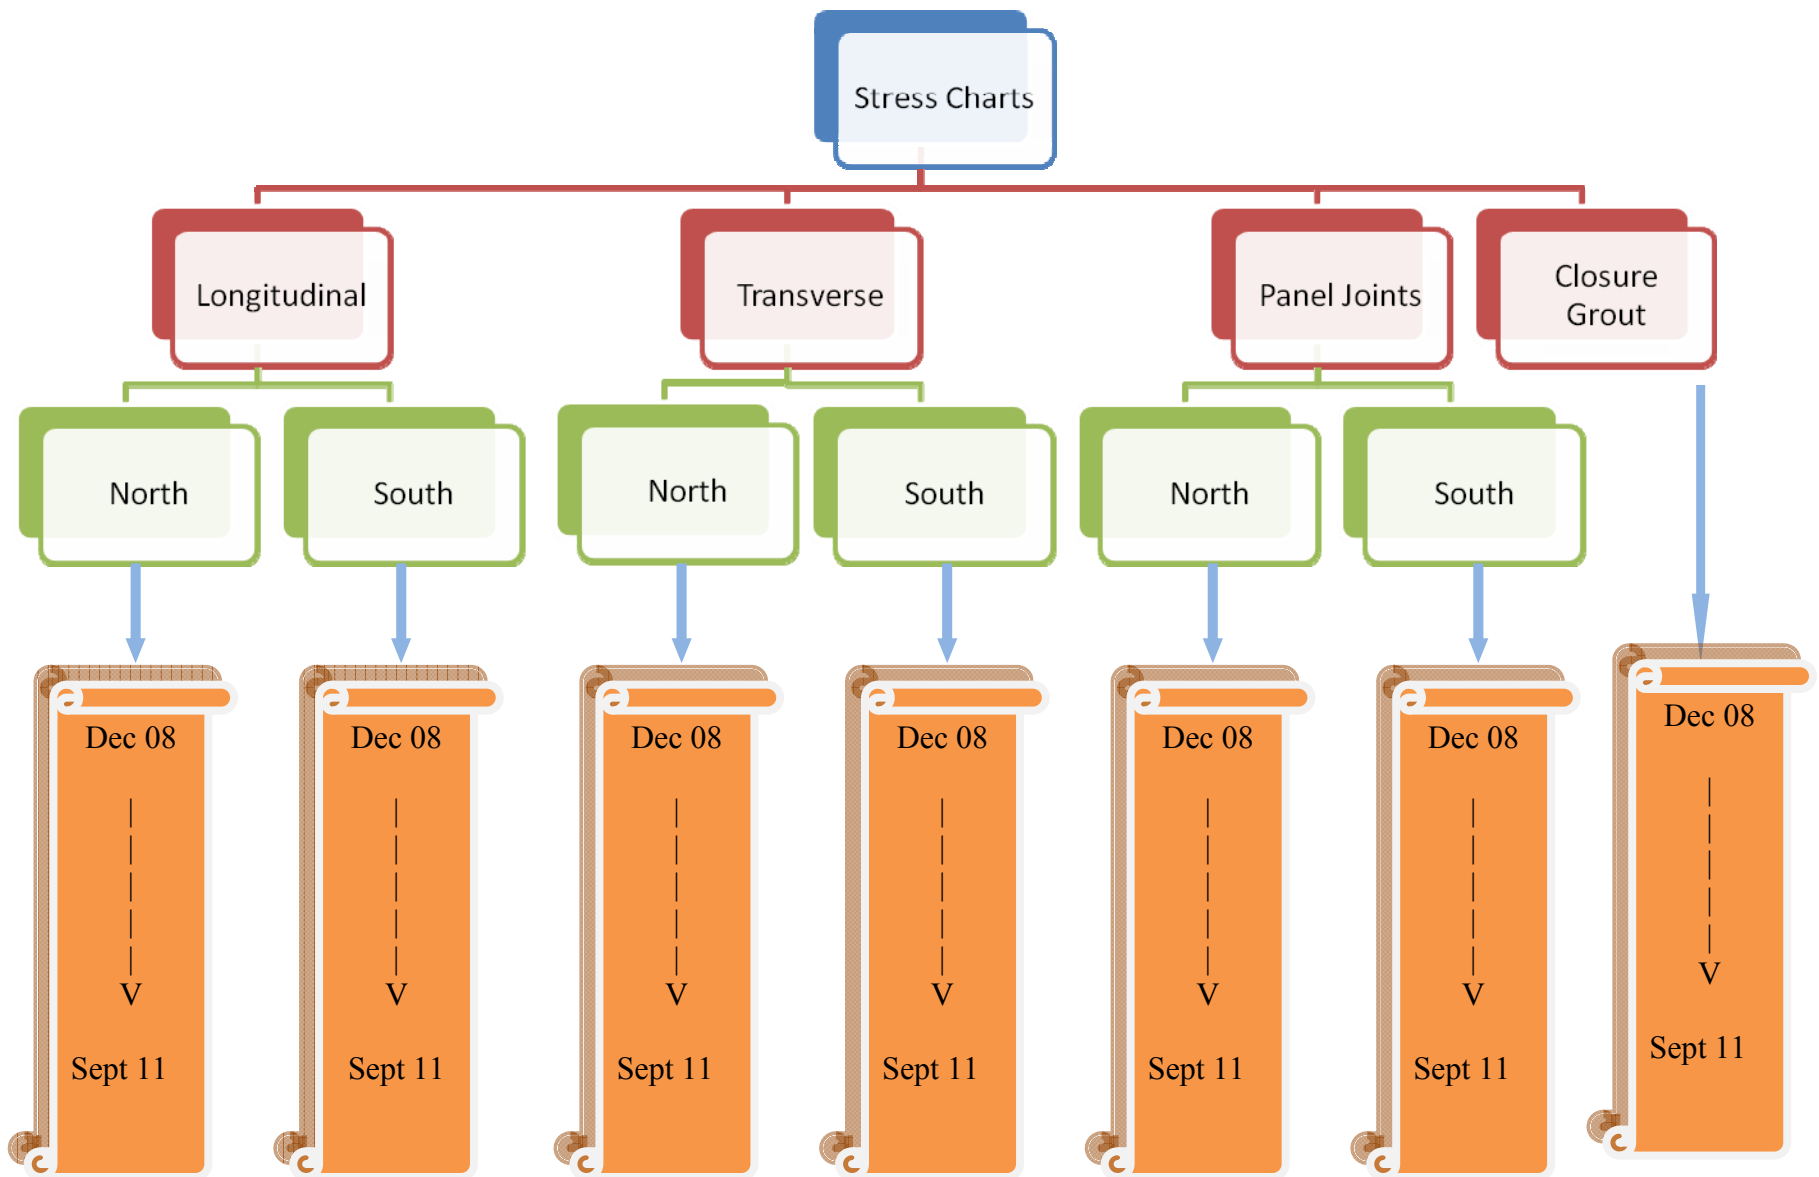 Stress Charts
Longitudinal
Transverse
Panel Joints
Closure
Grout
North
South
North
South
North
South
Dec 08
Dec 08
Dec 08
Dec 08
Dec 08
Dec 08
Dec 08
V
V
V
V
V
V
V
Sept 11
Sept 11
Sept 11
Sept 11
Sept 11
Sept 11
Sept 11